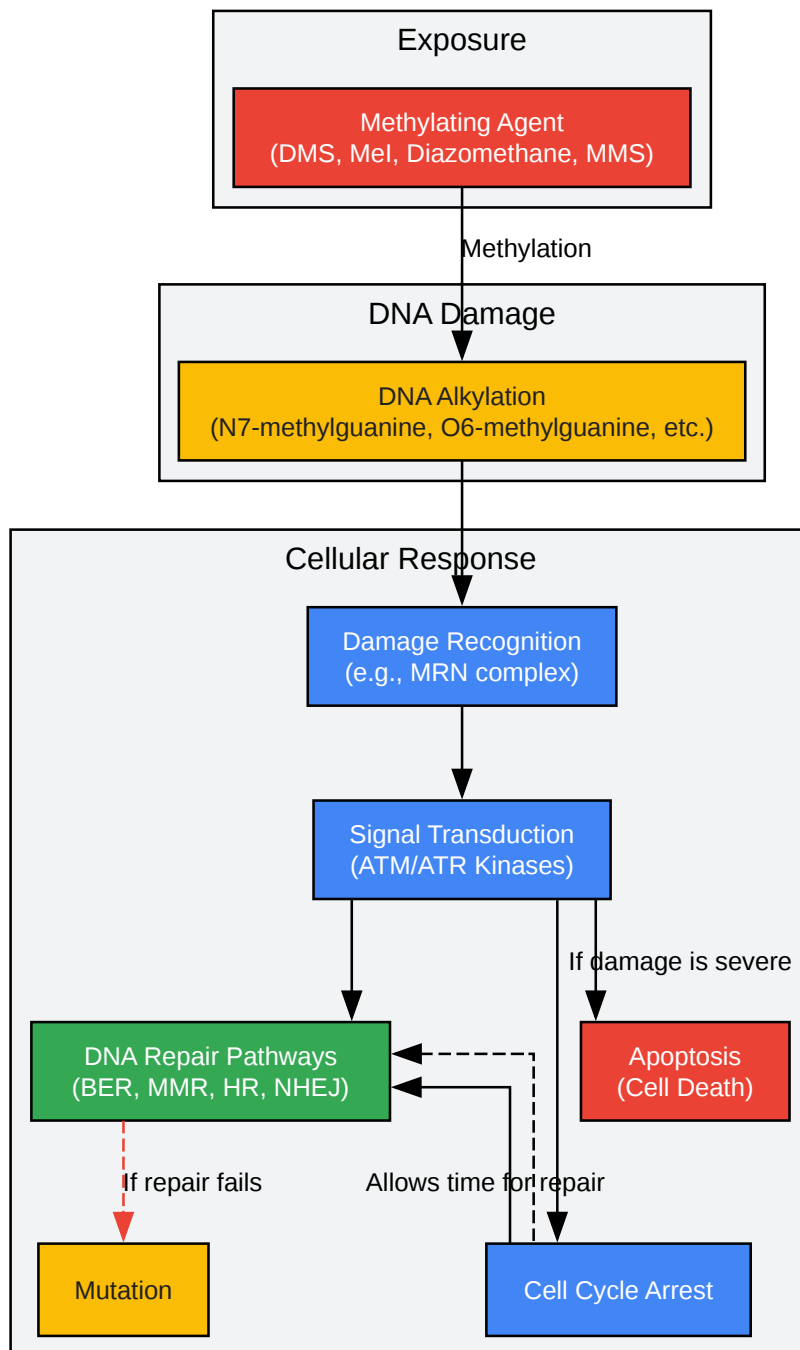 Exposure
Methylating Agent
(DMS, MeI, Diazomethane, MMS)
Methylation
DNA Damage
DNA Alkylation
(N7-methylguanine, O6-methylguanine, etc.)
Cellular Response
Damage Recognition
(e.g., MRN complex)
Signal Transduction
(ATM/ATR Kinases)
If damage is severe
DNA Repair Pathways
(BER, MMR, HR, NHEJ)
Apoptosis
(Cell Death)
If repair fails
Allows time for repair
Mutation
Cell Cycle Arrest